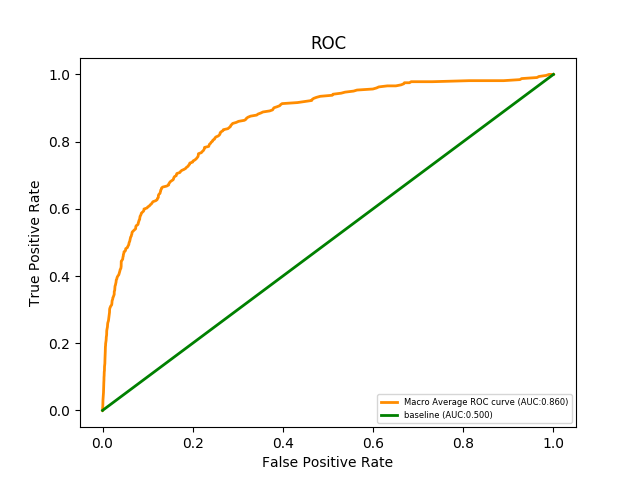 ROC
1.0
0.8
0.6
0.4
0.2
0.0
True Positive Rate
Macro Average ROC curve (AUC:0.860)
baseline (AUC:0.500)
0.0 0.2 0.4 0.6 0.8 1.0
False Positive Rate